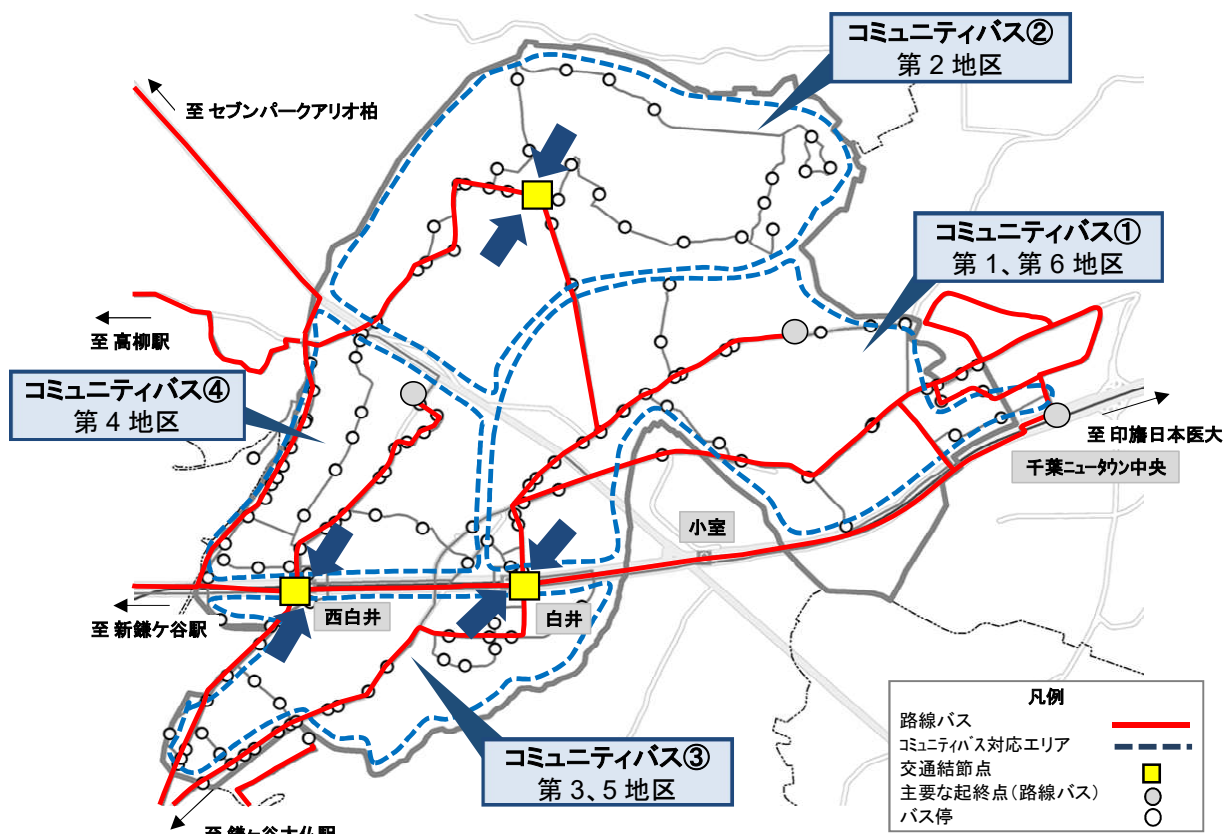 コミュニティバス②
第2地区
至 セブンパークアリオ柏
コミュニティバス①
第1、第6地区
至 高柳駅
コミュニティバス④
第4地区
至 印旛日本医大
千葉ニュータウン中央
小室
西白井
白井
至 新鎌ケ谷駅
コミュニティバス③
第3、5地区
至 鎌ヶ谷大仏駅
凡例
路線バス
コミュニティバス対応エリア
交通結節点
主要な起終点(路線バス)
バス停